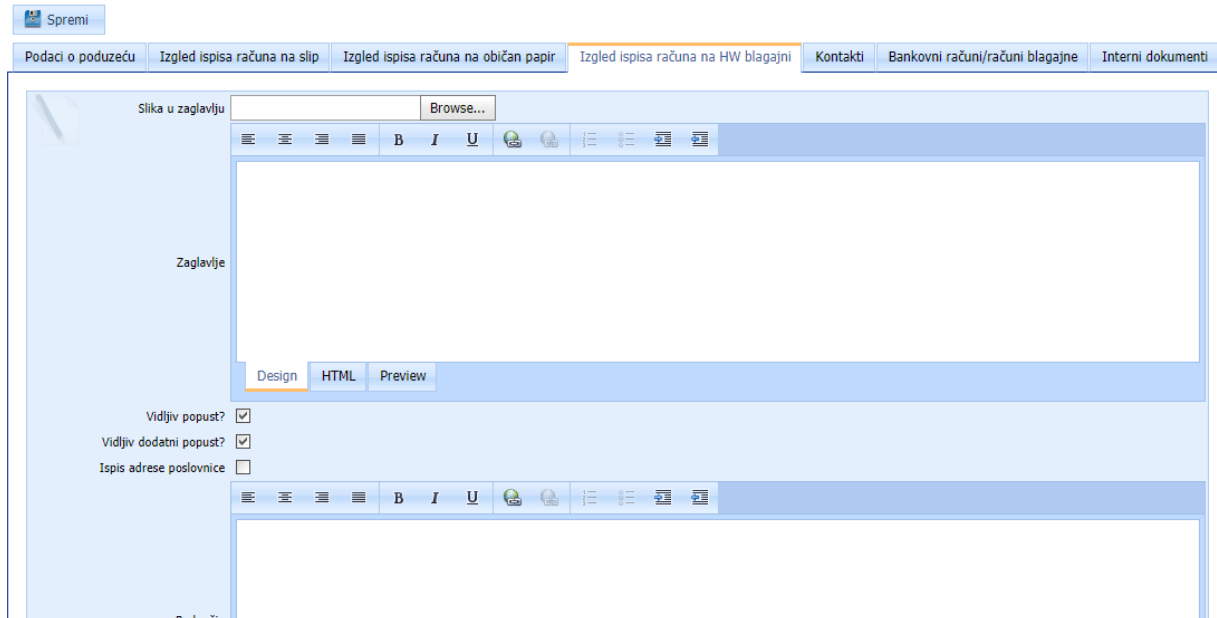 Spremi
Podaci o poduzeću Izgled ispisa računa na slip Izgled ispisa računa na običan papir Izgled ispisa računa na HW blagajni Kontakti Bankovni računi/računi blagajne Interni dokumenti
Slika u zaglavlju Browse...
B I U
Zaglavlje
Design HTML Preview
Vidljiv popust?
Vidljiv dodatni popust?
Ispis adrese poslovnice
B I U